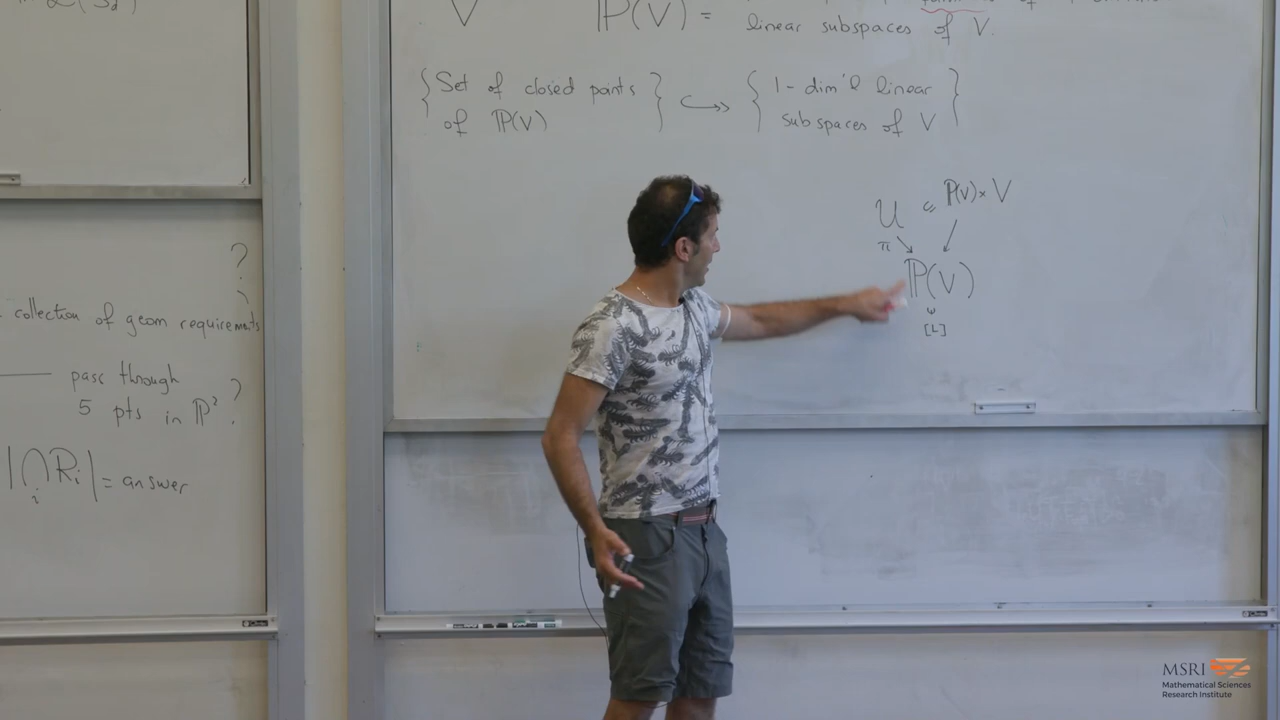 ?
collection of geom requirements
pass through
5 pts in ℙ² ?
|⋂ Rᵢ| = answer
i
V ℙ(V) =
linear subspaces of V.
{ Set of closed points of ℙ(V) } ↪↠ { 1-dim'l linear subspaces of V }
U ⊆ ℙ(V) × V
π ↘ ↙
ℙ(V)
[L]
MSRI
Mathematical Sciences
Research Institute